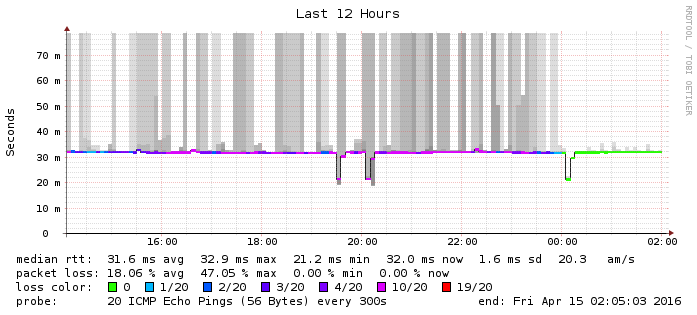 Last 12 Hours
RRDTOOL / TOBI OETIKER
Seconds
70 m
60 m
50 m
40 m
30 m
20 m
10 m
0
16:00 18:00 20:00 22:00 00:00 02:00
median rtt: 31.6 ms avg 32.9 ms max 21.2 ms min 32.0 ms now 1.6 ms sd 20.3 am/s
packet loss: 18.06 % avg 47.05 % max 0.00 % min 0.00 % now
loss color: 0 1/20 2/20 3/20 4/20 10/20 19/20
probe: 20 ICMP Echo Pings (56 Bytes) every 300s end: Fri Apr 15 02:05:03 2016